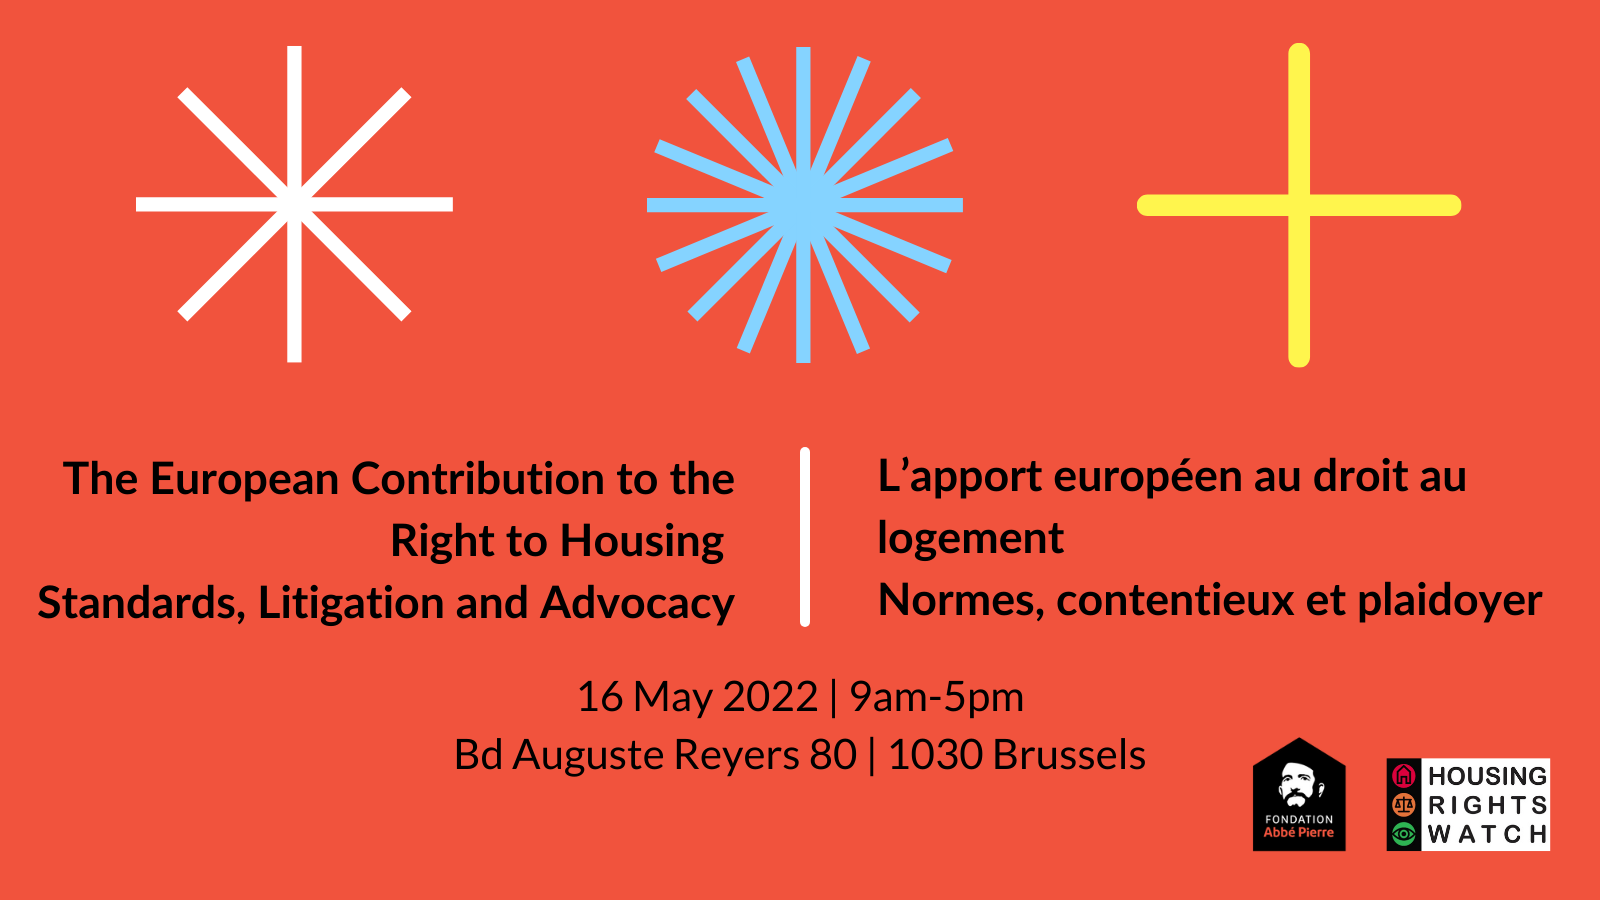 The European Contribution to the
Right to Housing
Standards, Litigation and Advocacy
L’apport européen au droit au
logement
Normes, contentieux et plaidoyer
16 May 2022 | 9am-5pm
Bd Auguste Reyers 80 | 1030 Brussels
FONDATION
Abbé Pierre
HOUSING
RIGHTS
WATCH